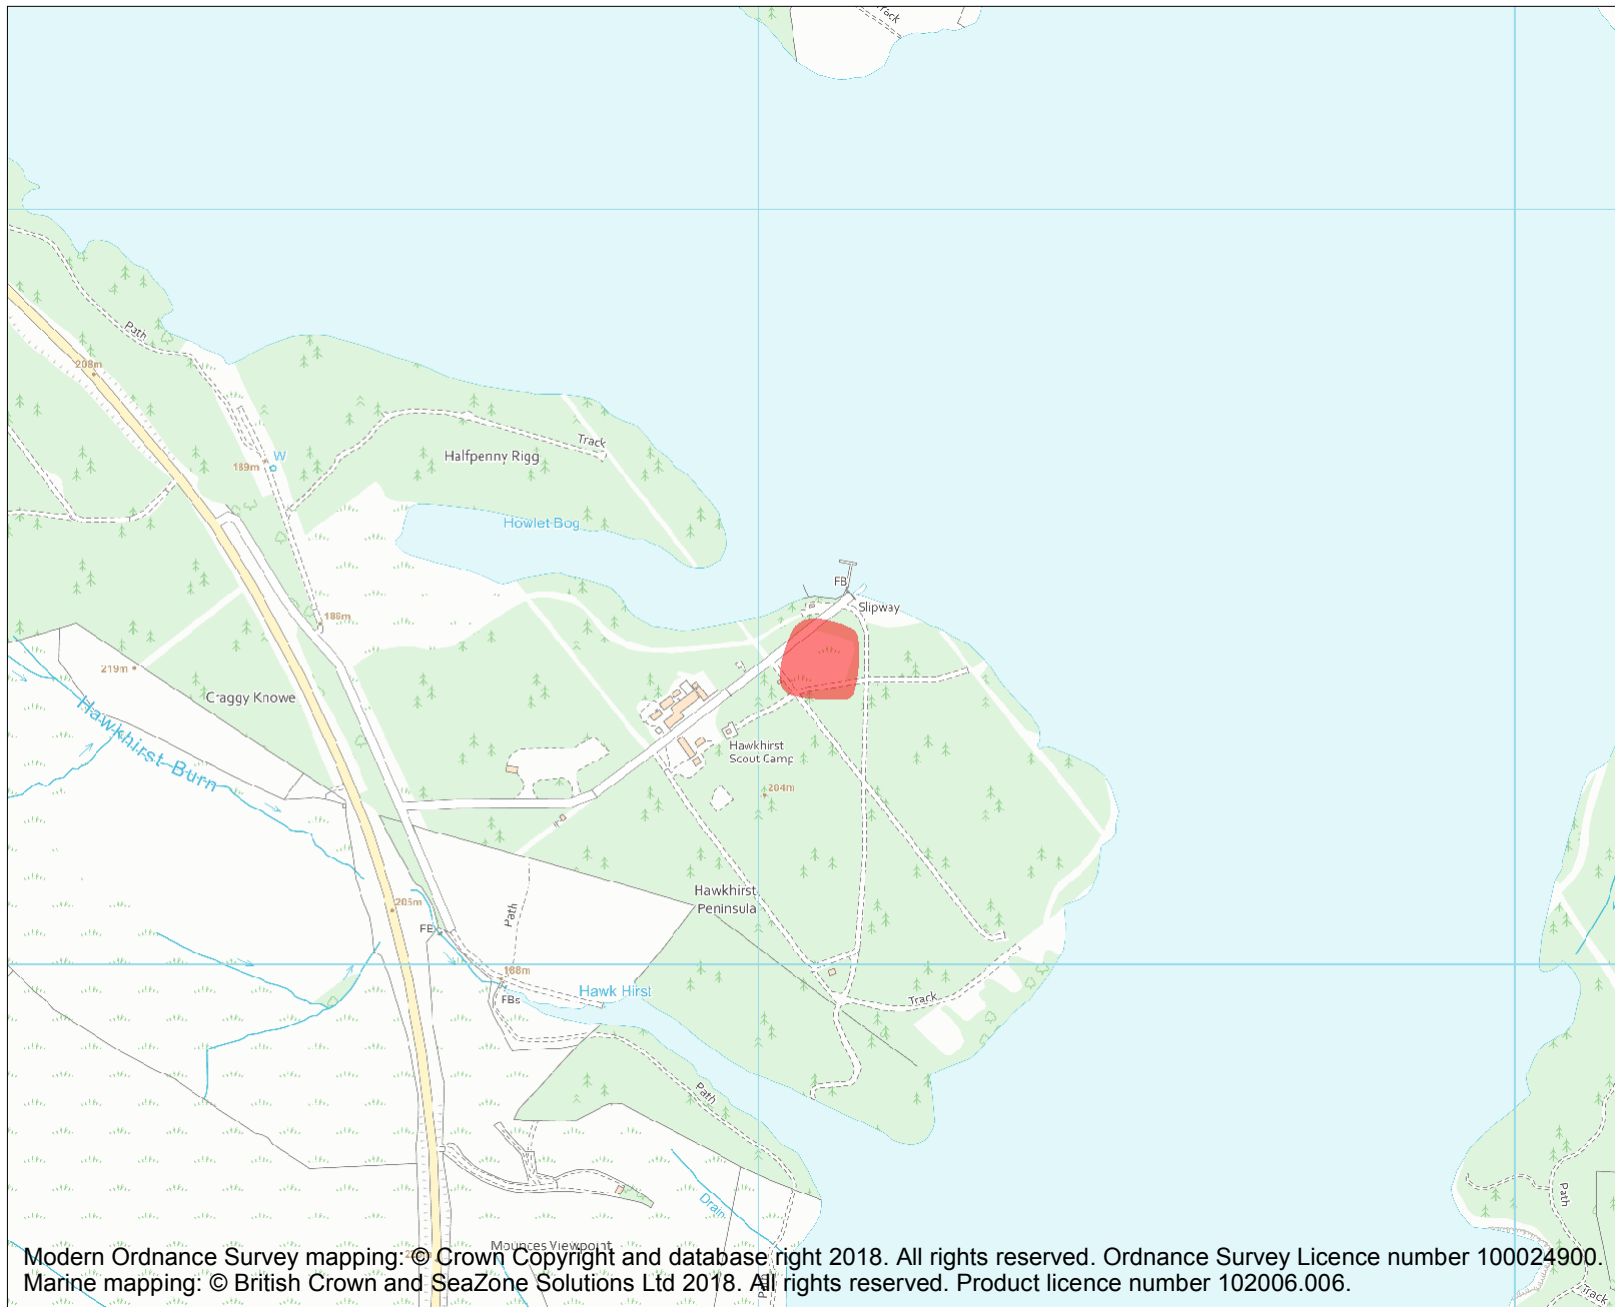 Track
Path
208m
Track
Halfpenny Rigg
W
189m
Howlet Bog
FB
Slipway
186m
219m
Craggy Knowe
Hawkhirst Burn
Hawkhirst
Scout Camp
204m
Hawkhirst
Peninsula
205m
Path
FB
188m
FBs
Hawk Hirst
Track
Path
Drain
Path
Mounces Viewpoint
Path
Track
Modern Ordnance Survey mapping: © Crown Copyright and database right 2018. All rights reserved. Ordnance Survey Licence number 100024900.
Marine mapping: © British Crown and SeaZone Solutions Ltd 2018. All rights reserved. Product licence number 102006.006.